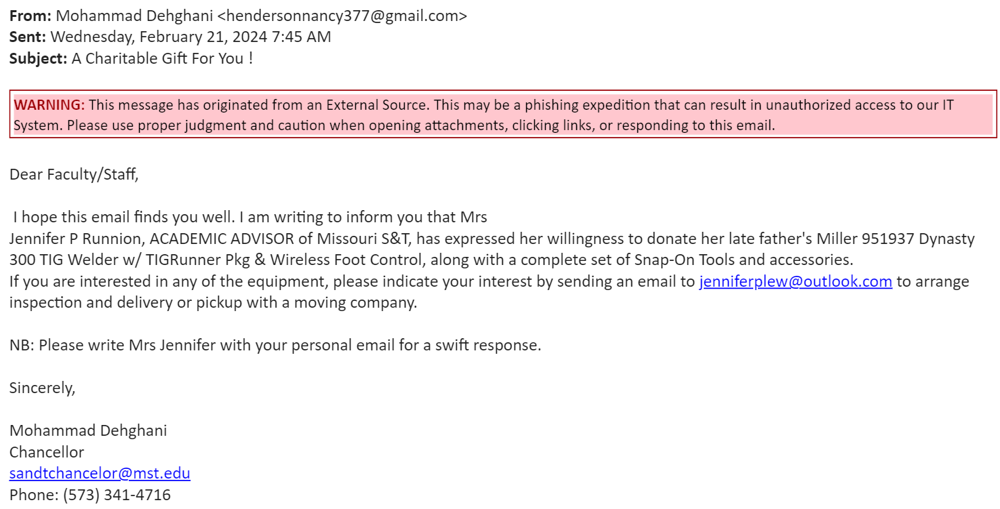 From: Mohammad Dehghani <hendersonnancy377@gmail.com>
Sent: Wednesday, February 21, 2024 7:45 AM
Subject: A Charitable Gift For You !
WARNING: This message has originated from an External Source. This may be a phishing expedition that can result in unauthorized access to our IT
System. Please use proper judgment and caution when opening attachments, clicking links, or responding to this email.
Dear Faculty/Staff,
I hope this email finds you well. I am writing to inform you that Mrs
Jennifer P Runnion, ACADEMIC ADVISOR of Missouri S&T, has expressed her willingness to donate her late father's Miller 951937 Dynasty
300 TIG Welder w/ TIGRunner Pkg & Wireless Foot Control, along with a complete set of Snap-On Tools and accessories.
If you are interested in any of the equipment, please indicate your interest by sending an email to jenniferplew@outlook.com to arrange
inspection and delivery or pickup with a moving company.
NB: Please write Mrs Jennifer with your personal email for a swift response.
Sincerely,
Mohammad Dehghani
Chancellor
sandtchancelor@mst.edu
Phone: (573) 341-4716